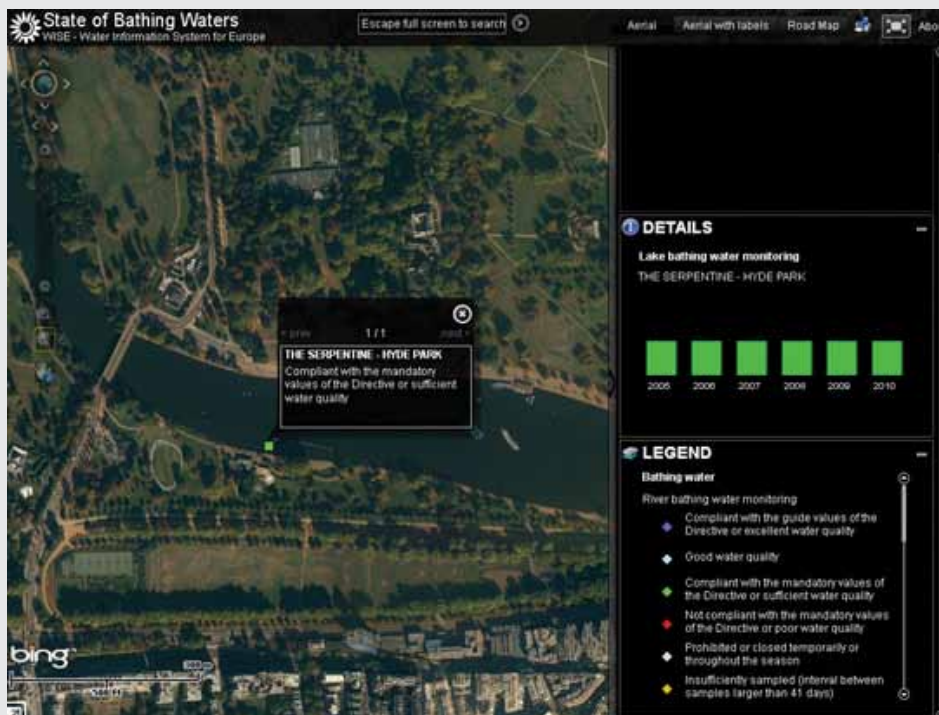 State of Bathing Waters
WISE - Water Information System for Europe
Escape full screen to search
Aerial
Aerial with labels
Road Map
Abo
DETAILS
Lake bathing water monitoring
THE SERPENTINE - HYDE PARK
2005 2006 2007 2008 2009 2010
< prev 1 / 1 next >
THE SERPENTINE - HYDE PARK
Compliant with the mandatory
values of the Directive or sufficient
water quality
LEGEND
Bathing water
River bathing water monitoring
Compliant with the guide values of the
Directive or excellent water quality
Good water quality
Compliant with the mandatory values of
the Directive or sufficient water quality
Not compliant with the mandatory values
of the Directive or poor water quality
Prohibited or closed temporarily or
throughout the season
Insufficiently sampled (interval between
samples larger than 41 days)
bing